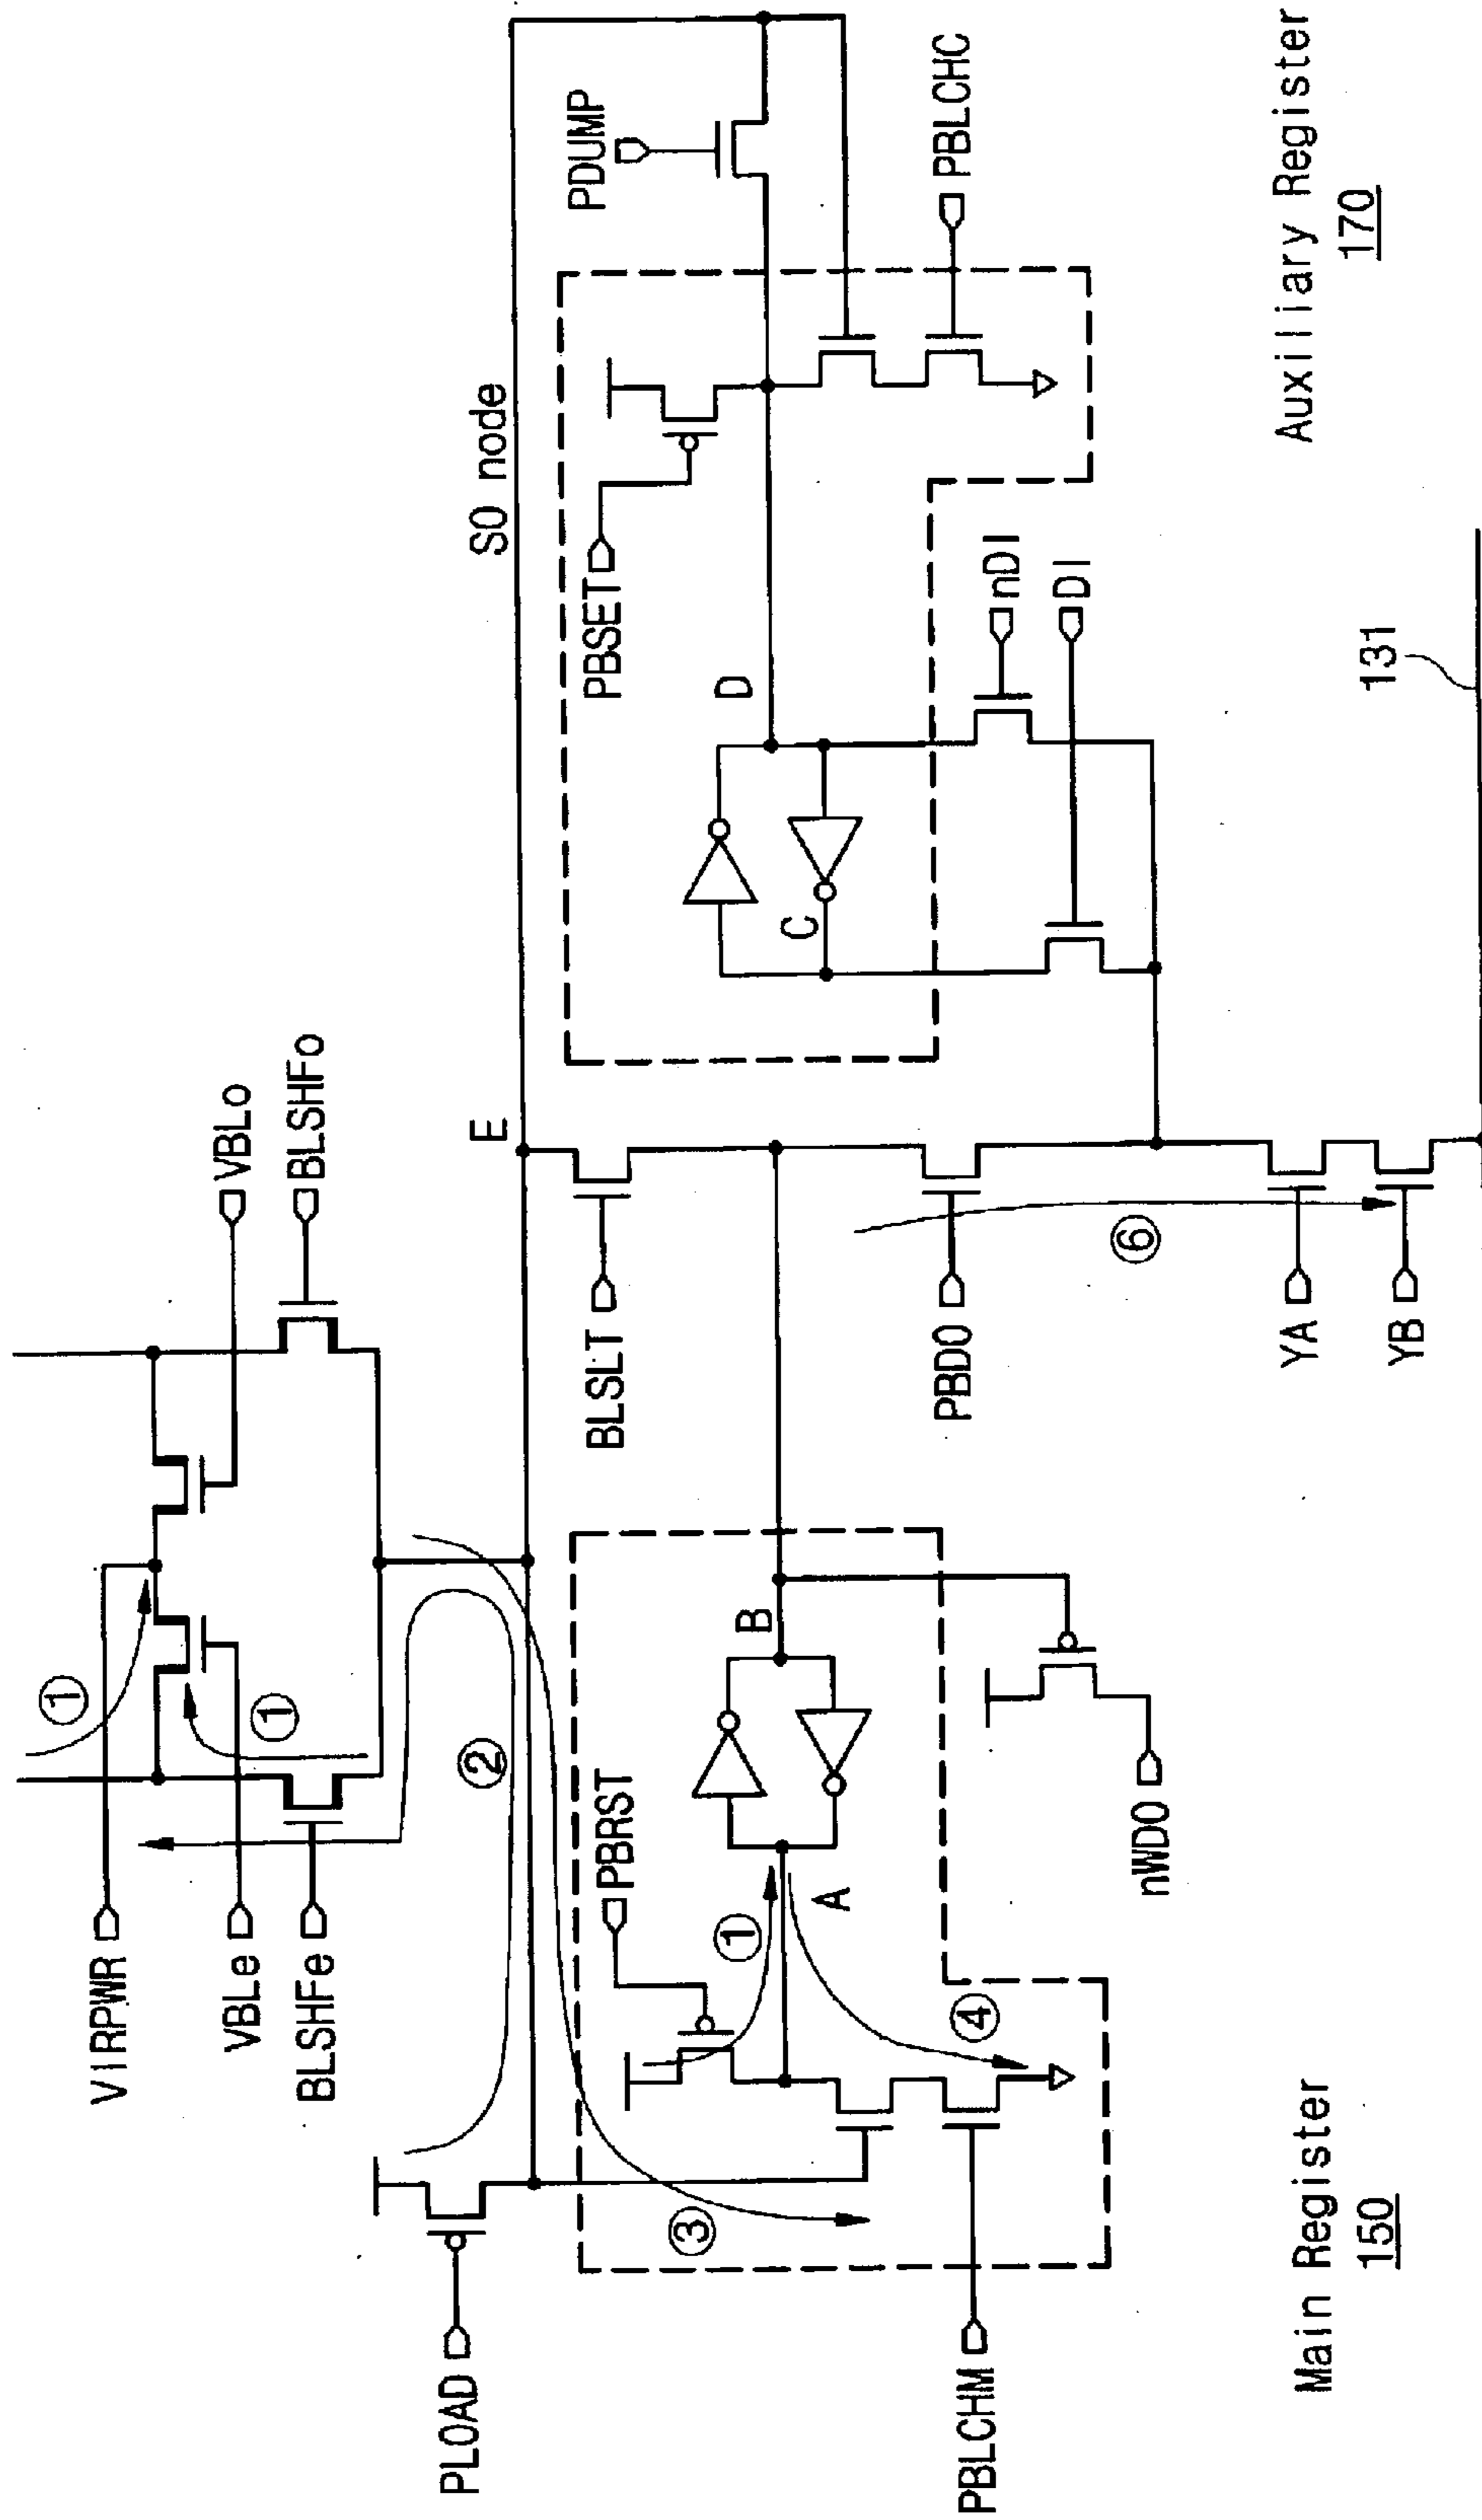 VIRPWR
VBLe
BLSHFe
VBLo
BLSHFo
①
①
②
PLOAD
SO node
E
PBRST
BLSLT
PBSET
PDUMP
③
①
A
B
④
PBLCHM
nWDO
PBDO
⑥
YA
YB
C
D
nDI
DI
PBLCHC
131
Main Register
150
Auxiliary Register
170